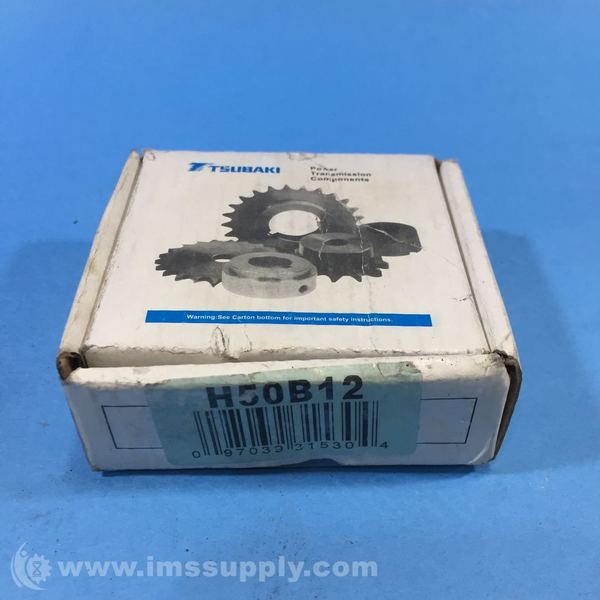 TSUBAKI
Power
Transmission
Components
Warning:See Carton bottom for important safety instructions.
H50B12
0 97039 31530 4
www.imssupply.com